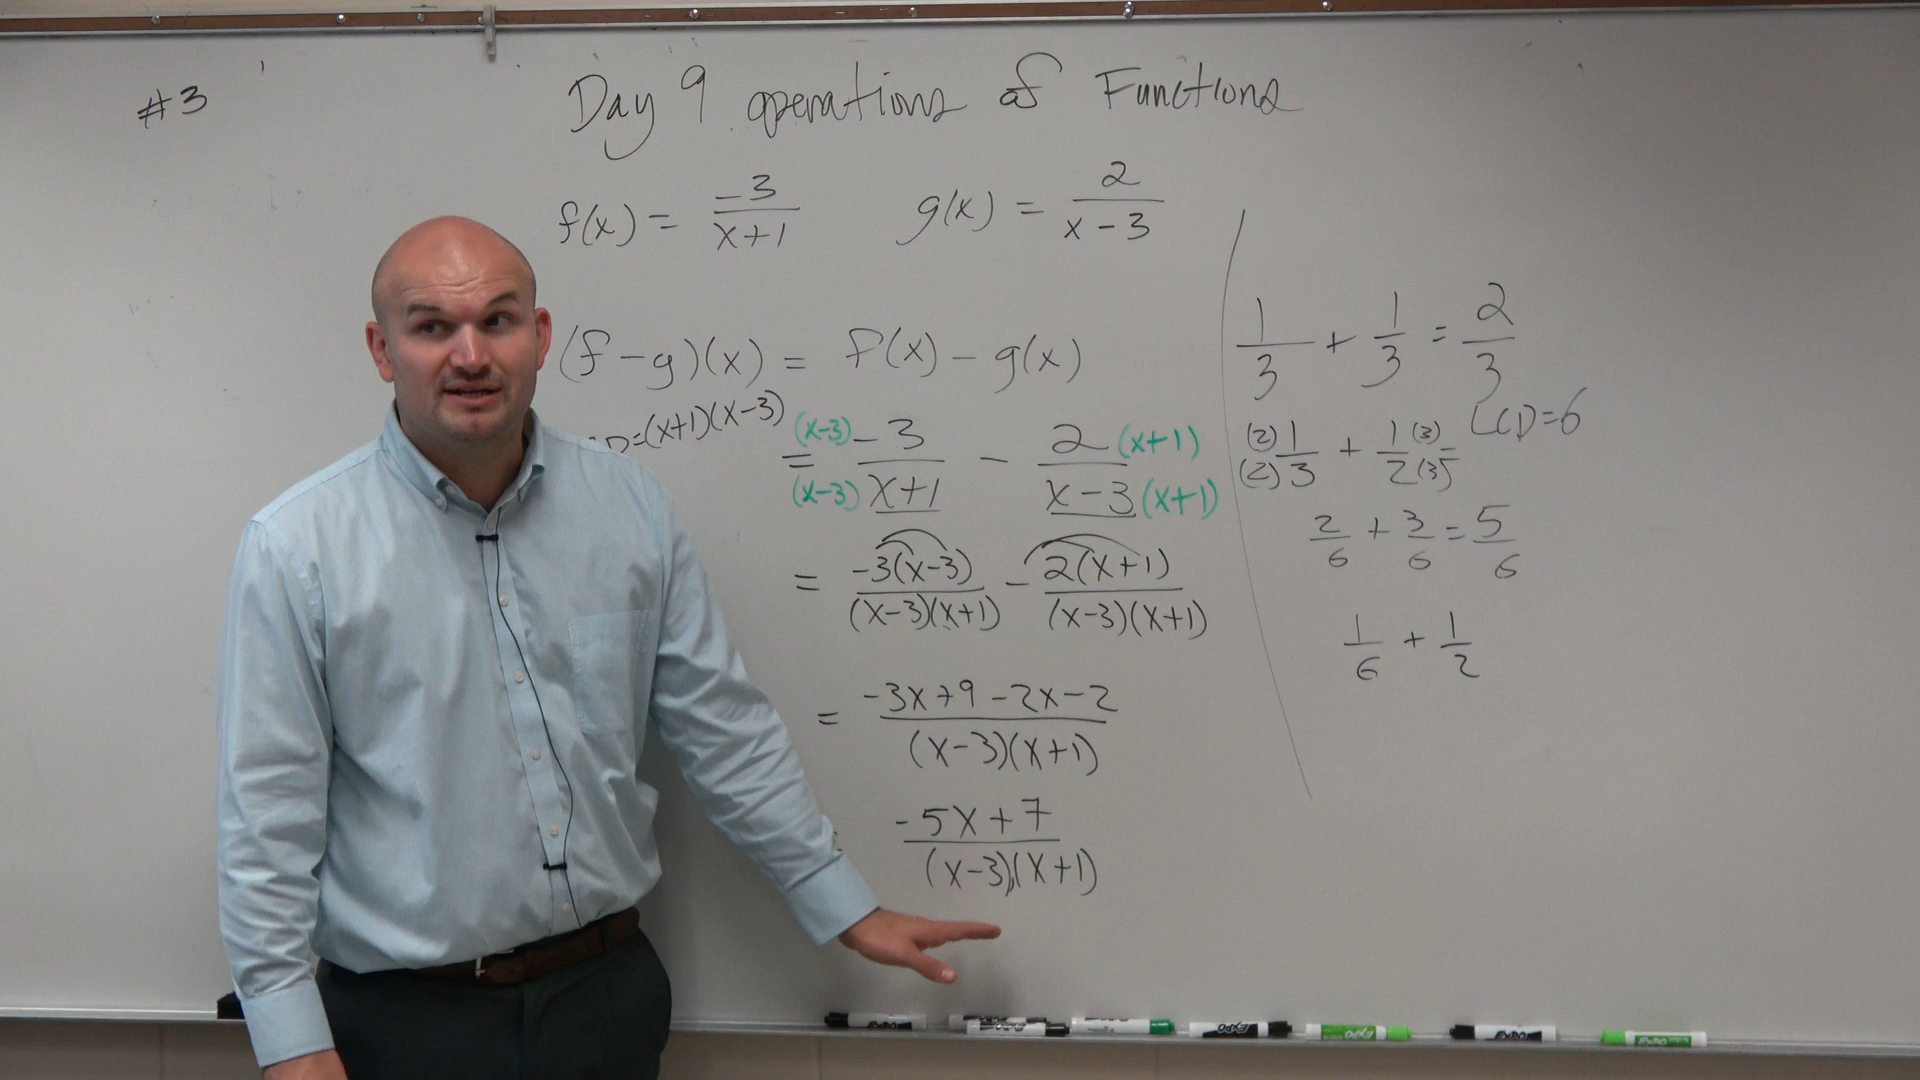 #3
Day 9 operations of Functions
f(x) = -3/(x+1)   g(x) = 2/(x-3)
(f-g)(x) = f(x) - g(x)
D=(x+1)(x-3)
= (x-3)-3/(x-3)x+1 - 2(x+1)/x-3(x+1)
= -3(x-3)/(x-3)(x+1) - 2(x+1)/(x-3)(x+1)
= -3x+9-2x-2/(x-3)(x+1)
-5x+7/(x-3)(x+1)
1/3 + 1/3 = 2/3
LCD=6
(2)1/(2)3 + 1(3)/2(3) =
2/6 + 3/6 = 5/6
1/6 + 1/2
EXPO
EXPO
EXPO